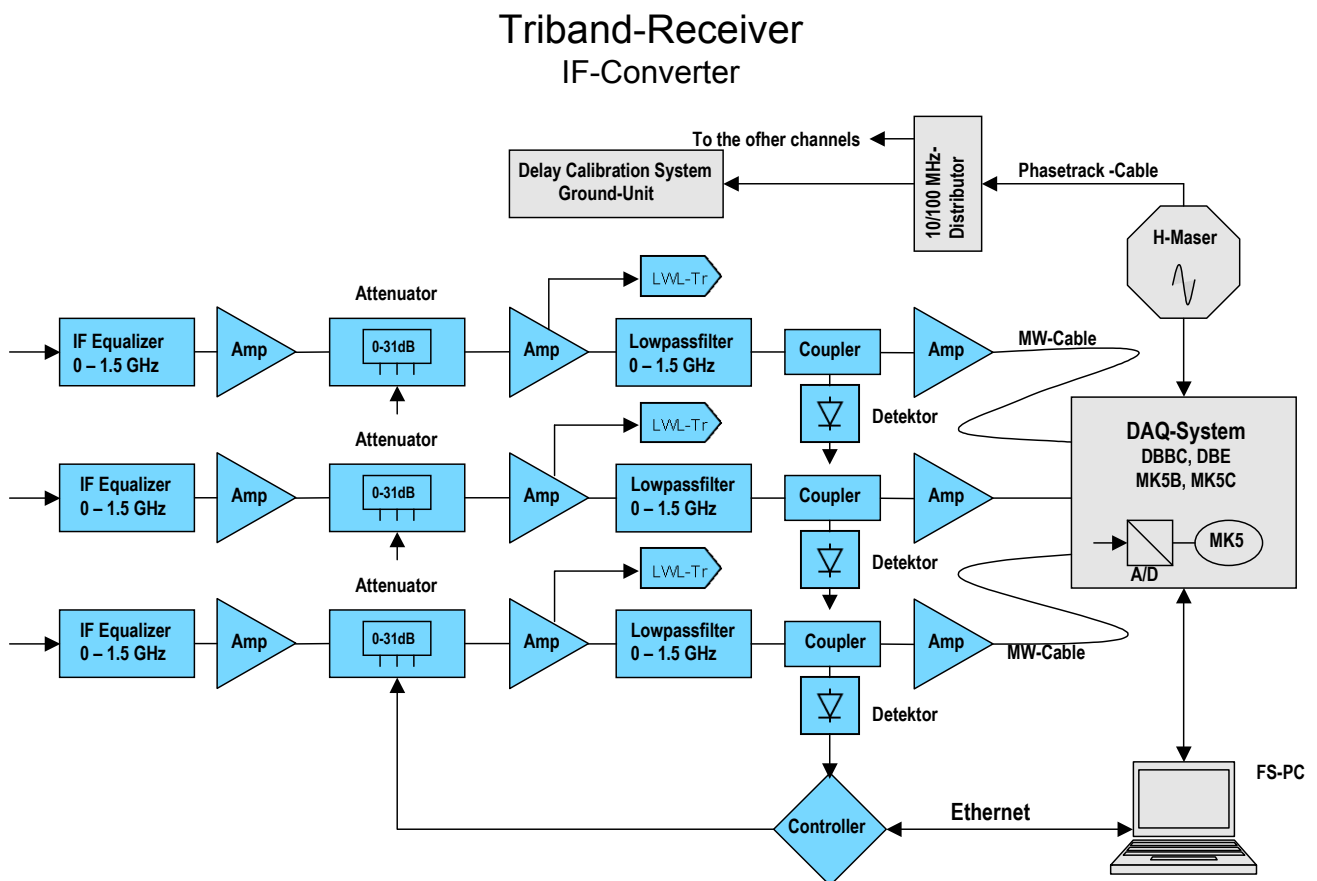 Triband-Receiver
IF-Converter
To the ofher channels
Delay Calibration System
Ground-Unit
10/100 MHz-
Distributor
Phasetrack -Cable
H-Maser
LWL-Tr
Attenuator
IF Equalizer
0 – 1.5 GHz
Amp
0-31dB
Amp
Lowpassfilter
0 – 1.5 GHz
Coupler
Amp
MW-Cable
Detektor
LWL-Tr
Attenuator
IF Equalizer
0 – 1.5 GHz
Amp
0-31dB
Amp
Lowpassfilter
0 – 1.5 GHz
Coupler
Amp
DAQ-System
DBBC, DBE
MK5B, MK5C
MK5
A/D
Detektor
LWL-Tr
Attenuator
IF Equalizer
0 – 1.5 GHz
Amp
0-31dB
Amp
Lowpassfilter
0 – 1.5 GHz
Coupler
Amp
MW-Cable
Detektor
FS-PC
Controller
Ethernet